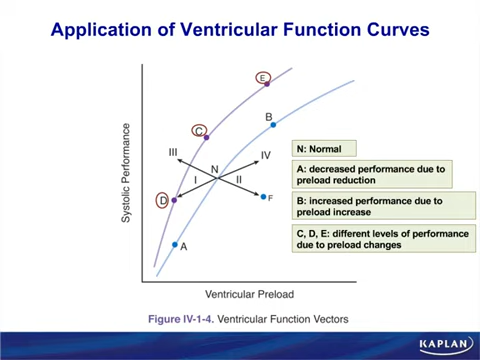 Application of Ventricular Function Curves
E
C
B
III
N
IV
I
II
D
F
A
Systolic Performance
Ventricular Preload
N: Normal
A: decreased performance due to
preload reduction
B: increased performance due to
preload increase
C, D, E: different levels of performance
due to preload changes
Figure IV-1-4. Ventricular Function Vectors
KAPLAN